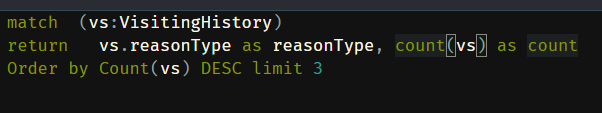 match  (vs:VisitingHistory)
return   vs.reasonType as reasonType, count(vs) as count
Order by Count(vs) DESC limit 3